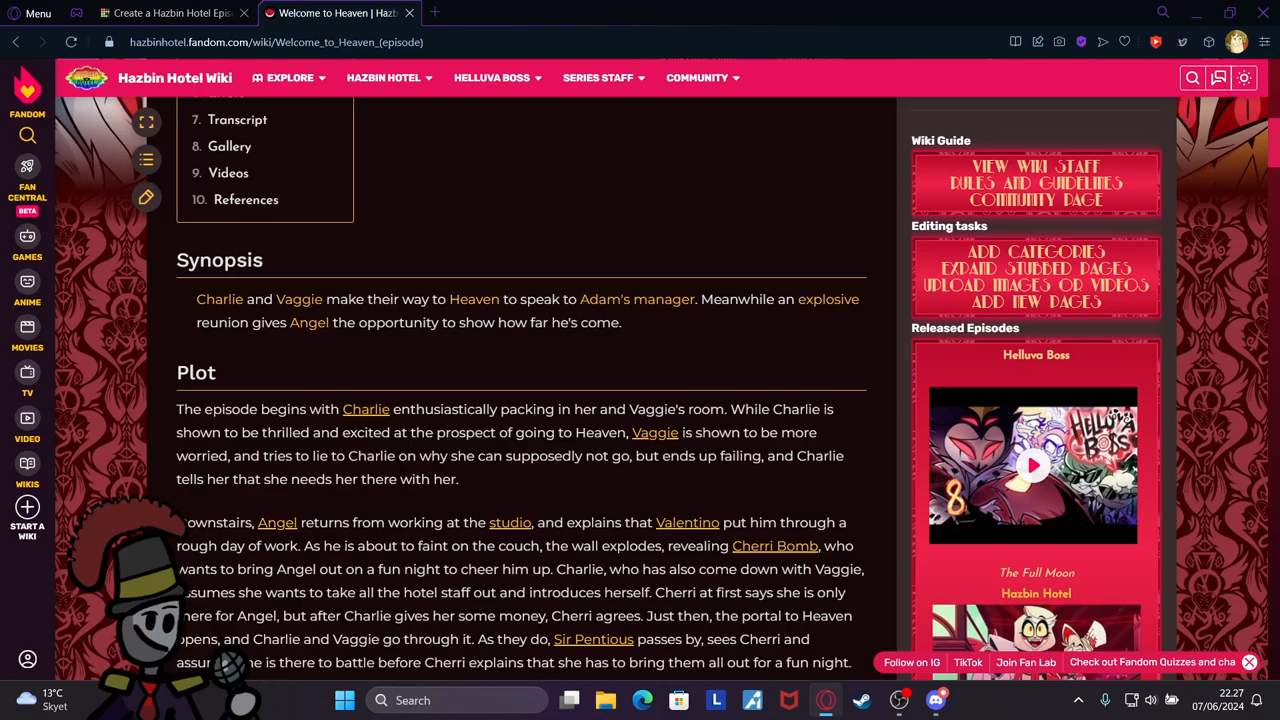 Menu
Create a Hazbin Hotel Epis
Welcome to Heaven | Hazb
hazbinhotel.fandom.com/wiki/Welcome_to_Heaven_(episode)
Hazbin Hotel Wiki
EXPLORE
HAZBIN HOTEL
HELLUVA BOSS
SERIES STAFF
COMMUNITY
FANDOM
FAN
CENTRAL
BETA
GAMES
ANIME
MOVIES
TV
VIDEO
WIKIS
START A
WIKI
7. Transcript
8. Gallery
9. Videos
10. References
Synopsis
Charlie and Vaggie make their way to Heaven to speak to Adam's manager. Meanwhile an explosive
reunion gives Angel the opportunity to show how far he's come.
Plot
The episode begins with Charlie enthusiastically packing in her and Vaggie's room. While Charlie is
shown to be thrilled and excited at the prospect of going to Heaven, Vaggie is shown to be more
worried, and tries to lie to Charlie on why she can supposedly not go, but ends up failing, and Charlie
tells her that she needs her there with her.
ownstairs, Angel returns from working at the studio, and explains that Valentino put him through a
rough day of work. As he is about to faint on the couch, the wall explodes, revealing Cherri Bomb, who
wants to bring Angel out on a fun night to cheer him up. Charlie, who has also come down with Vaggie,
ssumes she wants to take all the hotel staff out and introduces herself. Cherri at first says she is only
here for Angel, but after Charlie gives her some money, Cherri agrees. Just then, the portal to Heaven
pens, and Charlie and Vaggie go through it. As they do, Sir Pentious passes by, sees Cherri and
assum he is there to battle before Cherri explains that she has to bring them all out for a fun night.
Wiki Guide
VIEW WIKI STAFF
RULES AND GUIDELINES
COMMUNITY PAGE
Editing tasks
ADD CATEGORIES
EXPAND STUBBED PAGES
UPLOAD IMAGES OR VIDEOS
ADD NEW PAGES
Released Episodes
Helluva Boss
HELLUVA
BOSS
8
The Full Moon
Hazbin Hotel
Follow on IG
TikTok
Join Fan Lab
Check out Fandom Quizzes and cha
13°C
Skyet
Search
22.27
07/06/2024